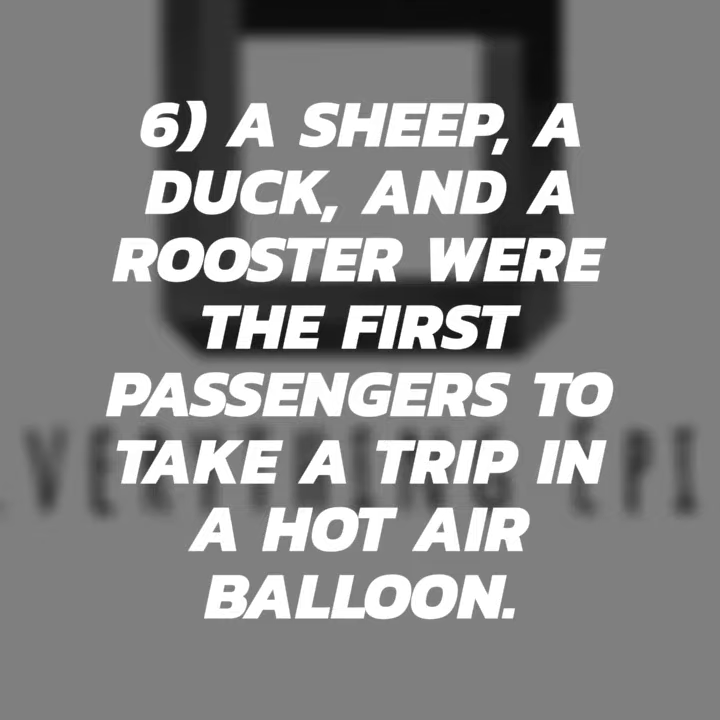 6) A SHEEP, A
DUCK, AND A
ROOSTER WERE
THE FIRST
PASSENGERS TO
TAKE A TRIP IN
A HOT AIR
BALLOON.